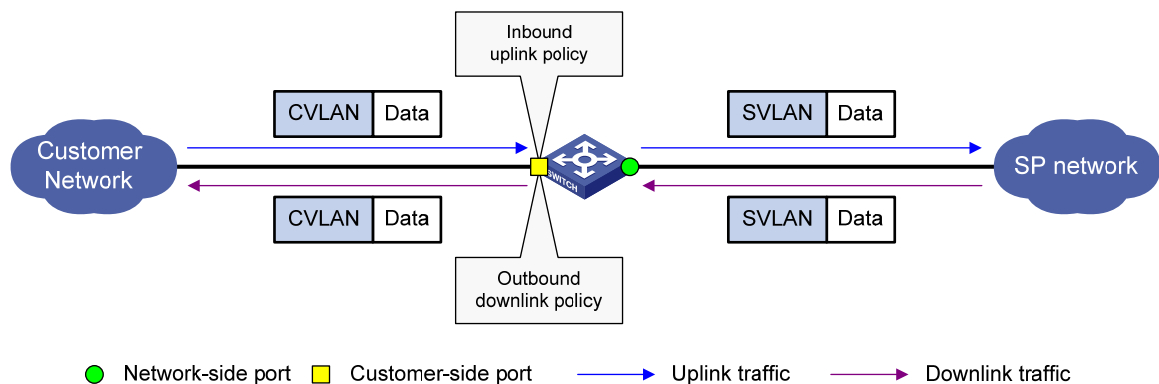 Inbound
uplink policy
CVLAN Data
SVLAN Data
Customer
Network
SWITCH
SP network
CVLAN Data
SVLAN Data
Outbound
downlink policy
Network-side port Customer-side port Uplink traffic Downlink traffic